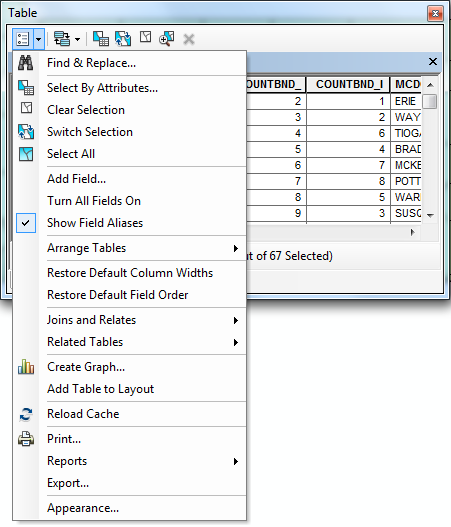 Table
Find & Replace...
Select By Attributes...
Clear Selection
Switch Selection
Select All
Add Field...
Turn All Fields On
Show Field Aliases
Arrange Tables
Restore Default Column Widths
Restore Default Field Order
Joins and Relates
Related Tables
Create Graph...
Add Table to Layout
Reload Cache
Print...
Reports
Export...
Appearance...
OUNTBND_ COUNTBND_I MCD
2 1 ERIE
3 2 WAY
4 6 TIOGA
5 4 BRAD
6 7 MCKE
7 8 POTT
8 5 WAR
9 3 SUSQ
ut of 67 Selected)